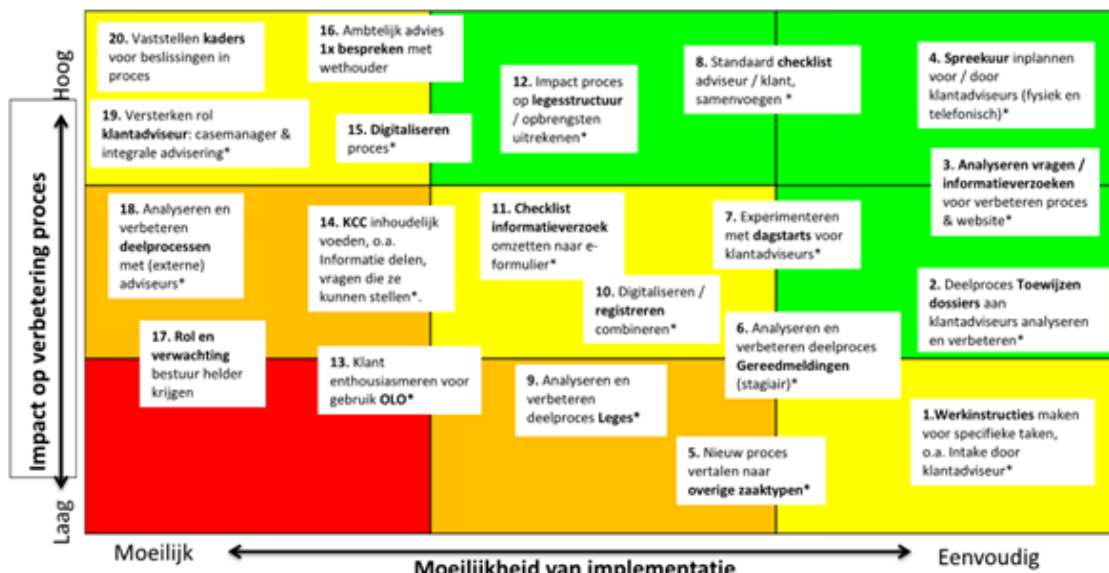 Impact op verbetering proces
Hoog
Laag
20. Vaststellen kaders
voor beslissingen in
proces
16. Ambtelijk advies
1x bespreken met
wethouder
19. Versterken rol
klantadviseur: casemanager &
integrale advisering*
15. Digitaliseren
proces*
12. Impact proces
op legesstructuur
/ opbrengsten
uitrekenen*
8. Standaard checklist
adviseur / klant,
samenvoegen *
4. Spreekuur inplannen
voor / door
klantadviseurs (fysiek en
telefonisch)*
3. Analyseren vragen /
informatieverzoeken
voor verbeteren proces
& website*
18. Analyseren en
verbeteren
deelprocessen
met (externe)
adviseurs*
14. KCC inhoudelijk
voeden, o.a.
Informatie delen,
vragen die ze
kunnen stellen*.
11. Checklist
informatieverzoek
omzetten naar e-
formulier*
7. Experimenteren
met dagstarts voor
klantadviseurs*
10. Digitaliseren /
registreren
combineren*
2. Deelproces Toewijzen
dossiers aan
klantadviseurs analyseren
en verbeteren*
17. Rol en
verwachting
bestuur helder
krijgen
13. Klant
enthousiasmeren voor
gebruik OLO*
9. Analyseren en
verbeteren
deelproces Leges*
6. Analyseren en
verbeteren deelproces
Gereedmeldingen
(stagiair)*
5. Nieuw proces
vertalen naar
overige zaaktypen*
1.Werkinstructies maken
voor specifieke taken,
o.a. Intake door
klantadviseur*
Moeilijk
Moeilijkheid van implementatie
Eenvoudig